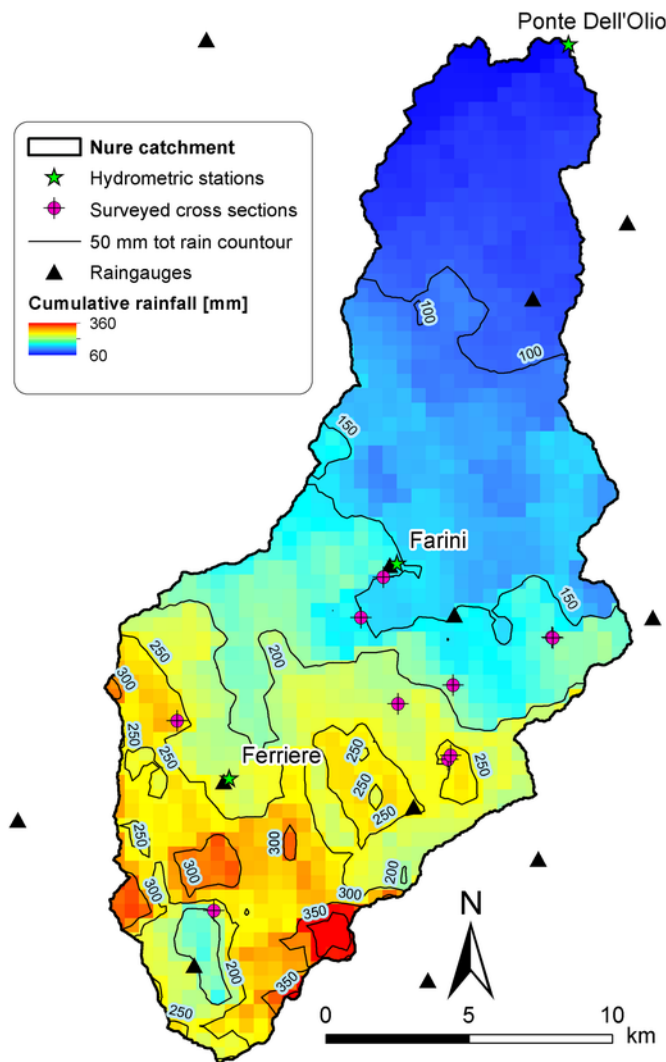 Ponte Dell'Olio
Nure catchment
Hydrometric stations
Surveyed cross sections
50 mm tot rain countour
Raingauges
Cumulative rainfall [mm]
360
60
100
100
150
Farini
150
200
250
300
250
250
250
Ferriere
250
250
250
250
300
300
200
300
300
350
200
350
250
N
0 5 10
km